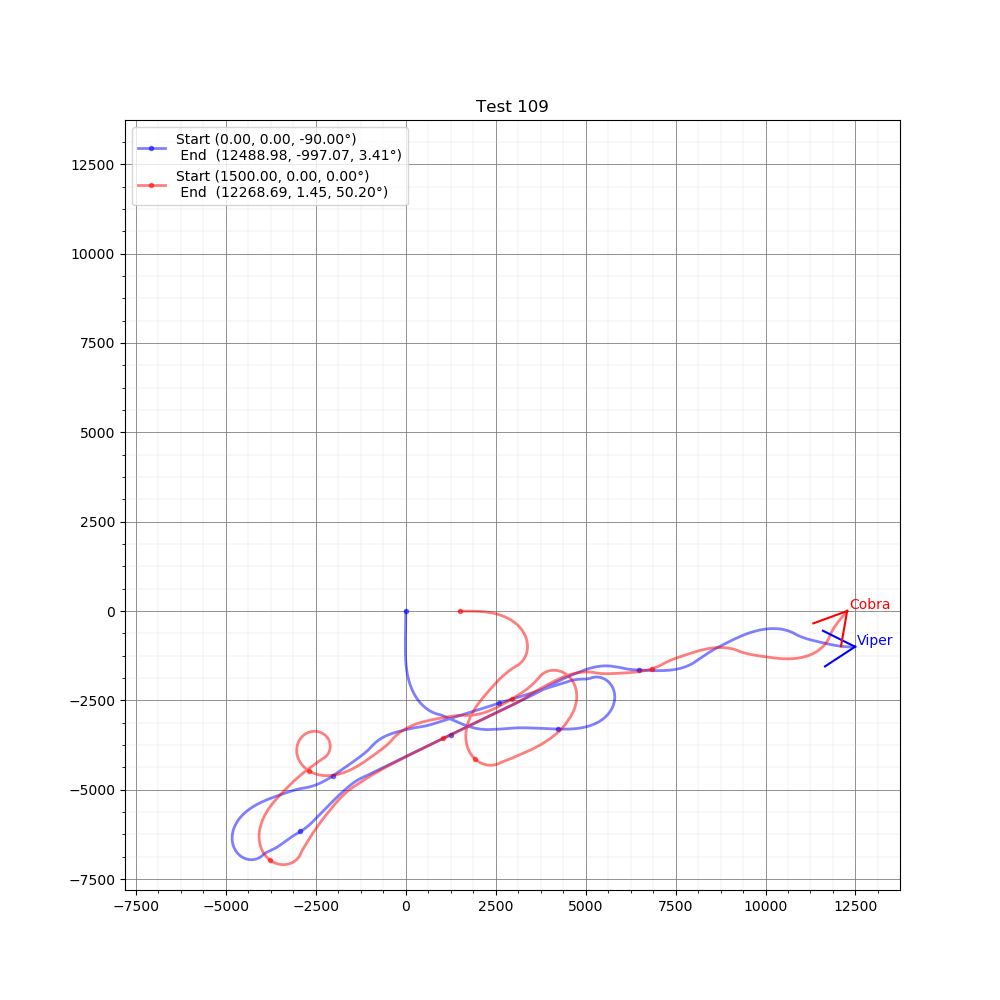 Test 109
Start (0.00, 0.00, -90.00°)
End (12488.98, -997.07, 3.41°)
Start (1500.00, 0.00, 0.00°)
End (12268.69, 1.45, 50.20°)
12500
10000
7500
5000
2500
0
−2500
−5000
−7500
Cobra
Viper
−7500 −5000 −2500 0 2500 5000 7500 10000 12500